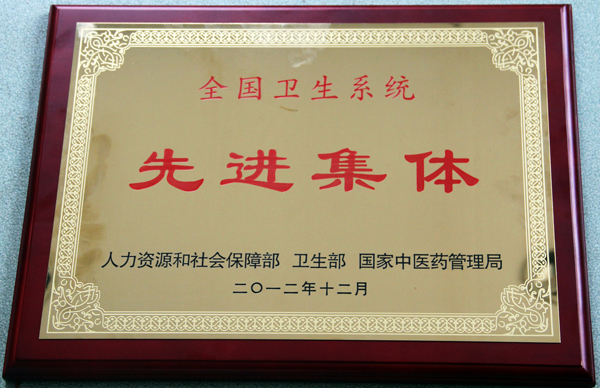 全国卫生系统
先进集体
人力资源和社会保障部 卫生部 国家中医药管理局
二〇一二年十二月